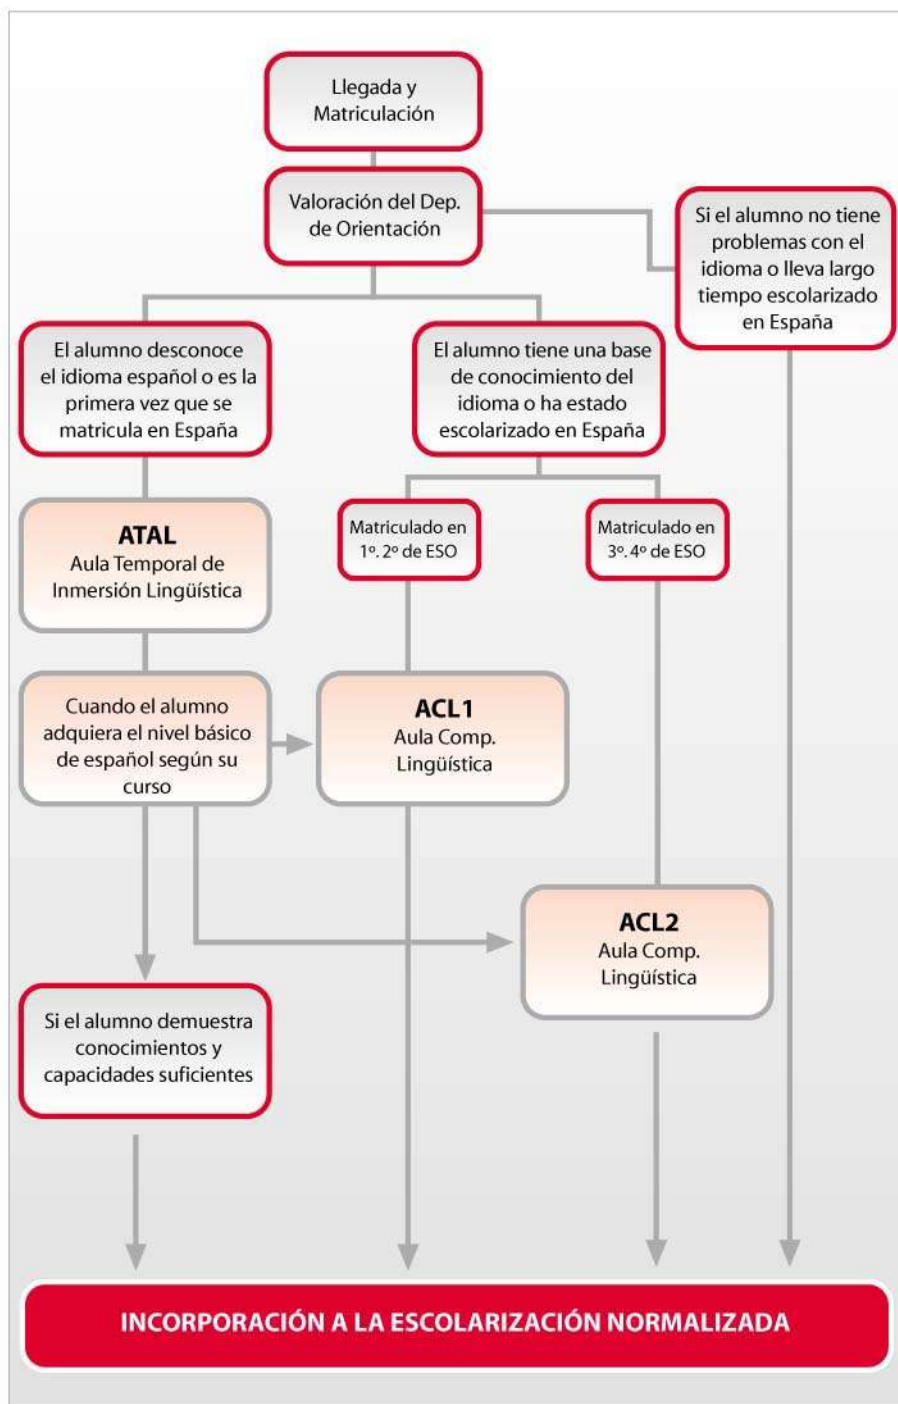 Llegada y
Matriculación
Valoración del Dep.
de Orientación
Si el alumno no tiene
problemas con el
idioma o lleva largo
tiempo escolarizado
en España
El alumno desconoce
el idioma español o es la
primera vez que se
matricula en España
El alumno tiene una base
de conocimiento del
idioma o ha estado
escolarizado en España
ATAL
Aula Temporal de
Inmersión Lingüística
Matriculado en
1º. 2º de ESO
Matriculado en
3º. 4º de ESO
Cuando el alumno
adquiera el nivel básico
de español según su
curso
ACL1
Aula Comp.
Lingüística
ACL2
Aula Comp.
Lingüística
Si el alumno demuestra
conocimientos y
capacidades suficientes
INCORPORACIÓN A LA ESCOLARIZACIÓN NORMALIZADA